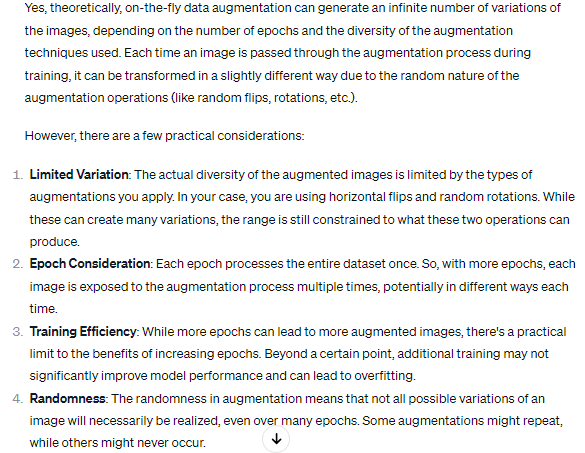 Yes, theoretically, on-the-fly data augmentation can generate an infinite number of variations of
the images, depending on the number of epochs and the diversity of the augmentation
techniques used. Each time an image is passed through the augmentation process during
training, it can be transformed in a slightly different way due to the random nature of the
augmentation operations (like random flips, rotations, etc.).
However, there are a few practical considerations:
1. Limited Variation: The actual diversity of the augmented images is limited by the types of
augmentations you apply. In your case, you are using horizontal flips and random rotations. While
these can create many variations, the range is still constrained to what these two operations can
produce.
2. Epoch Consideration: Each epoch processes the entire dataset once. So, with more epochs, each
image is exposed to the augmentation process multiple times, potentially in different ways each
time.
3. Training Efficiency: While more epochs can lead to more augmented images, there's a practical
limit to the benefits of increasing epochs. Beyond a certain point, additional training may not
significantly improve model performance and can lead to overfitting.
4. Randomness: The randomness in augmentation means that not all possible variations of an
image will necessarily be realized, even over many epochs. Some augmentations might repeat,
while others might never occur.